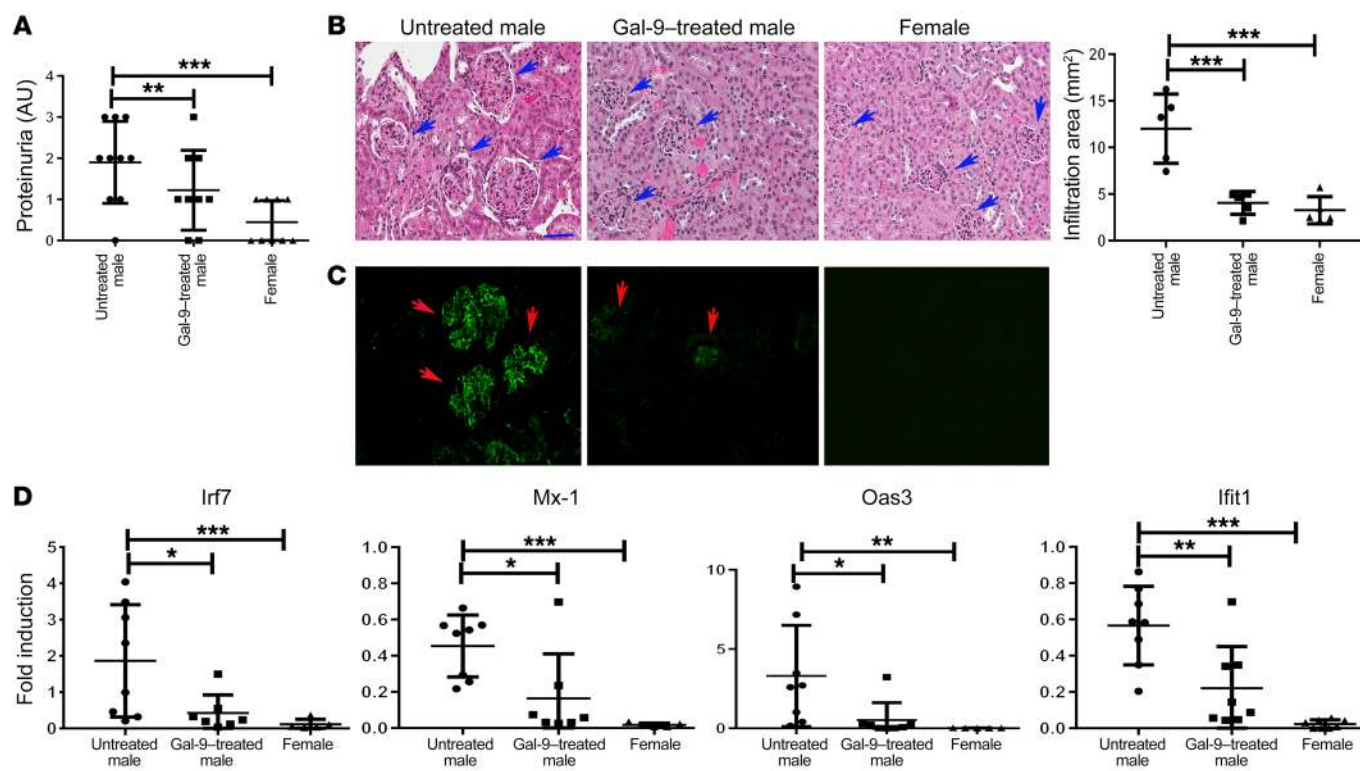 A
Proteinuria (AU)
4
3
2
1
0
***
**
Untreated
male
Gal-9–treated
male
Female
B
Untreated male
Gal-9–treated male
Female
Infiltration area (mm²)
20
15
10
5
0
***
***
Untreated
male
Gal-9–treated
male
Female
C
D
Fold induction
Irf7
5
4
3
2
1
0
***
*
Untreated
male
Gal-9–treated
male
Female
Mx-1
1.0
0.8
0.6
0.4
0.2
0.0
***
*
Untreated
male
Gal-9–treated
male
Female
Oas3
10
5
0
**
*
Untreated
male
Gal-9–treated
male
Female
Ifit1
1.0
0.8
0.6
0.4
0.2
0.0
***
**
Untreated
male
Gal-9–treated
male
Female